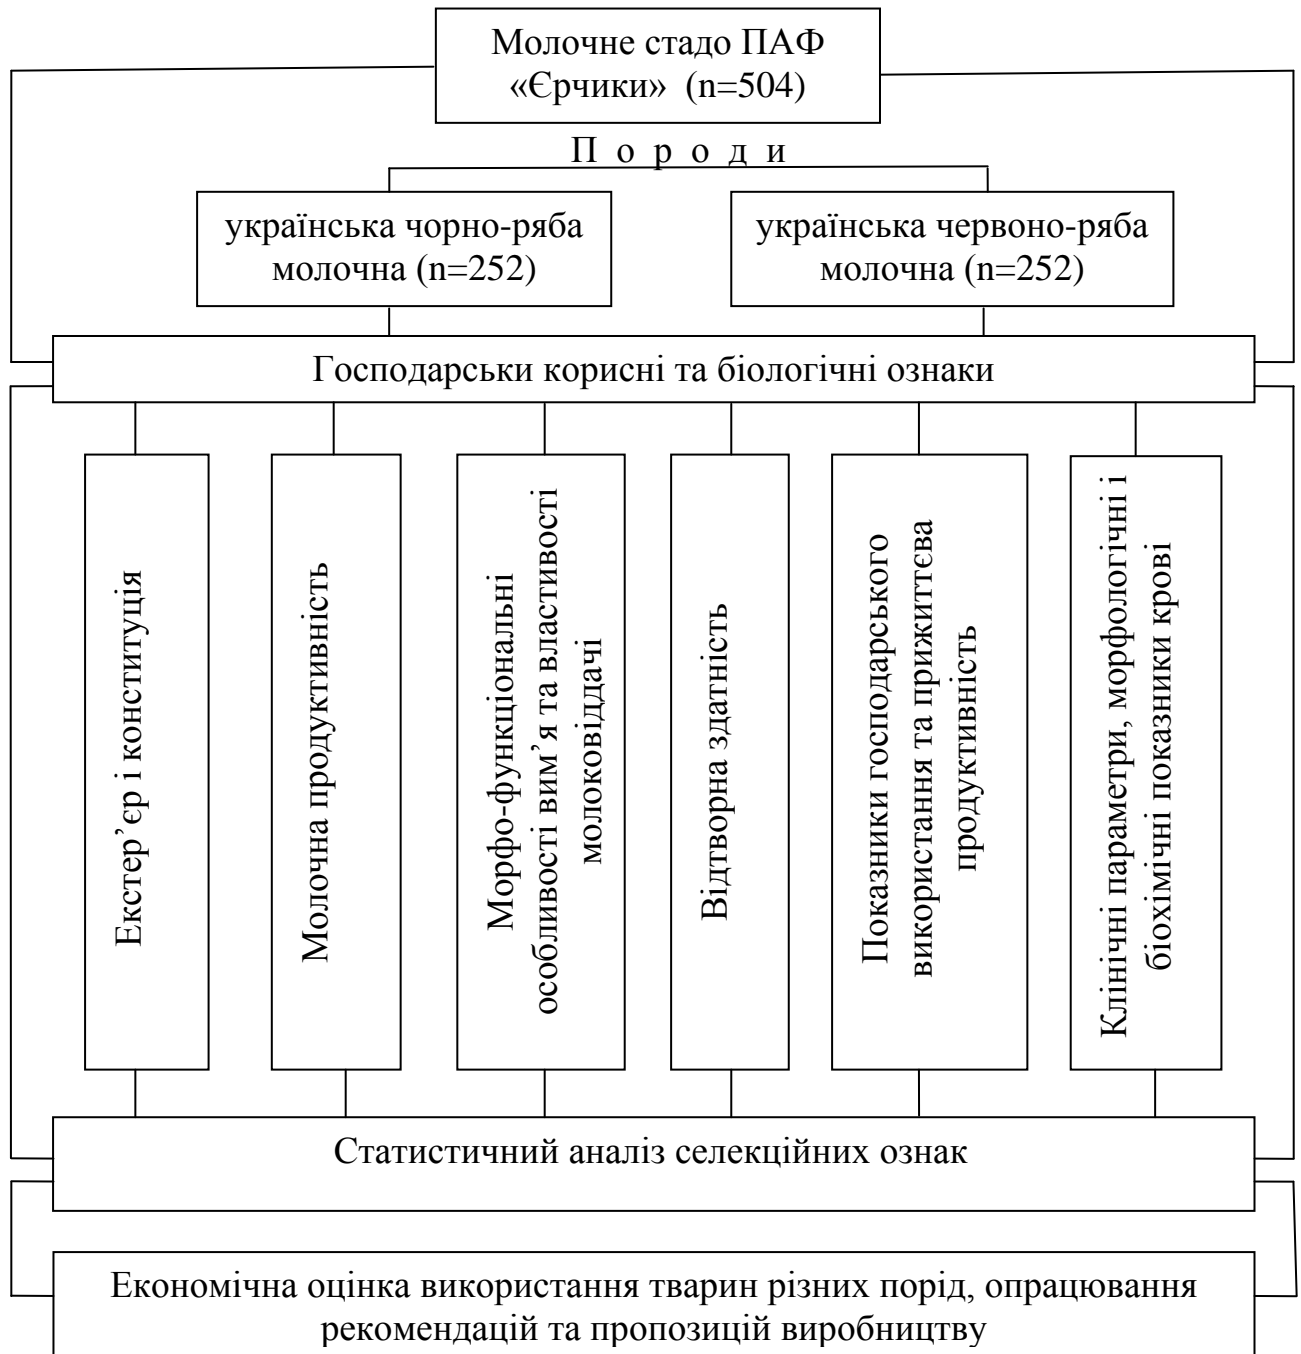 Молочне стадо ПАФ
«Єрчики» (n=504)
П о р о д и
українська чорно-ряба
молочна (n=252)
українська червоно-ряба
молочна (n=252)
Господарськи корисні та біологічні ознаки
Екстер’єр і конституція
Молочна продуктивність
Морфо-функціональні
особливості вим’я та властивості
молоковіддачі
Відтворна здатність
Показники господарського
використання та прижиттєва
продуктивність
Клінічні параметри, морфологічні і
біохімічні показники крові
Статистичний аналіз селекційних ознак
Економічна оцінка використання тварин різних порід, опрацювання
рекомендацій та пропозицій виробництву